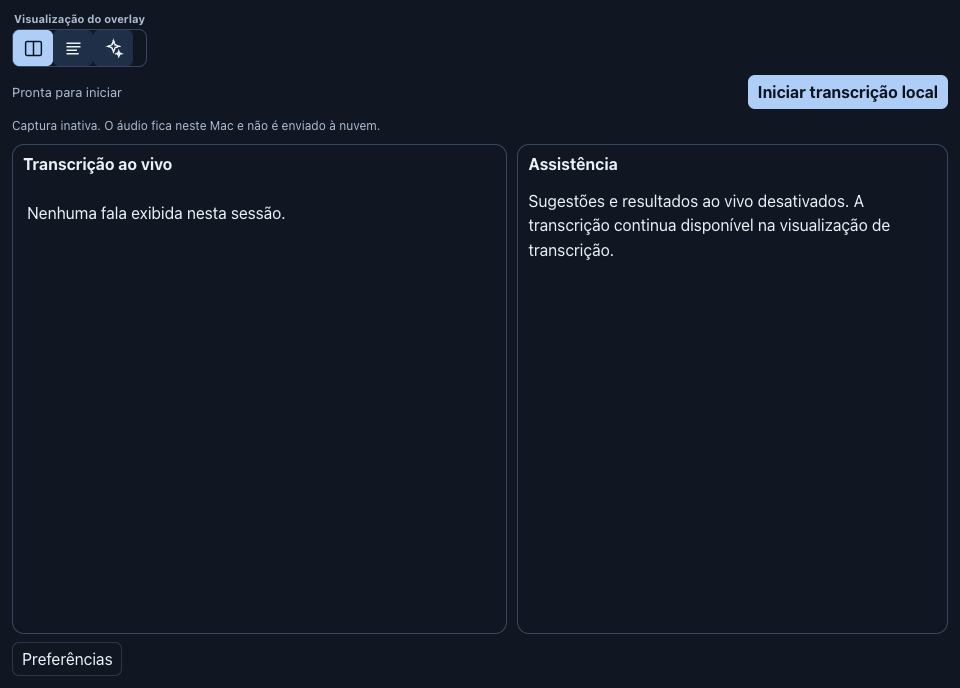 Visualização do overlay
Pronta para iniciar
Iniciar transcrição local
Captura inativa. O áudio fica neste Mac e não é enviado à nuvem.
Transcrição ao vivo
Nenhuma fala exibida nesta sessão.
Assistência
Sugestões e resultados ao vivo desativados. A
transcrição continua disponível na visualização de
transcrição.
Preferências